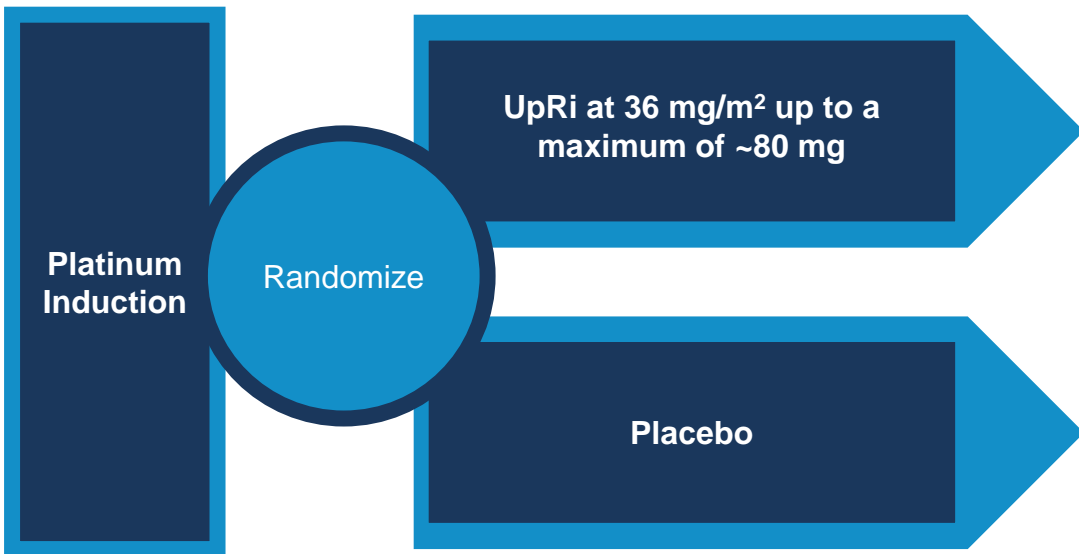 Platinum
Induction
Randomize
UpRi at 36 mg/m² up to a
maximum of ~80 mg
Placebo